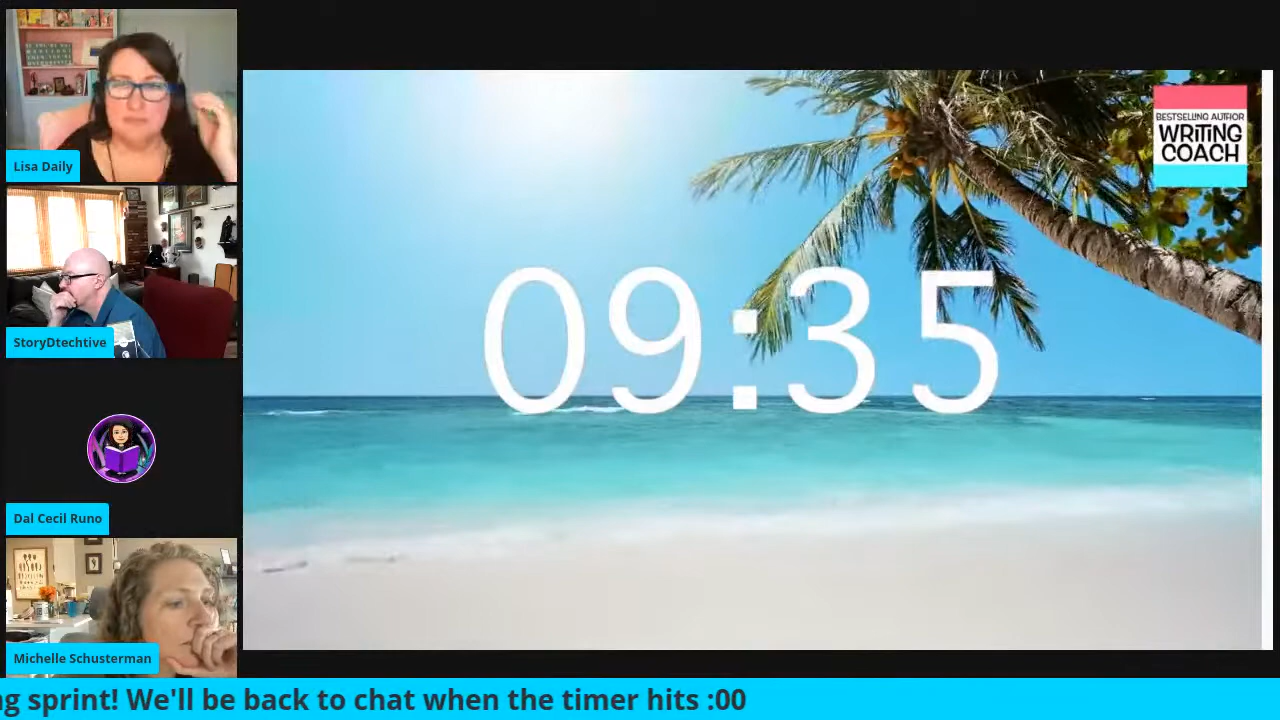 Lisa Daily
StoryDtechtive
Dal Cecil Runo
Michelle Schusterman
09:35
BESTSELLING AUTHOR
WRITING
COACH
sprint! We'll be back to chat when the timer hits :00